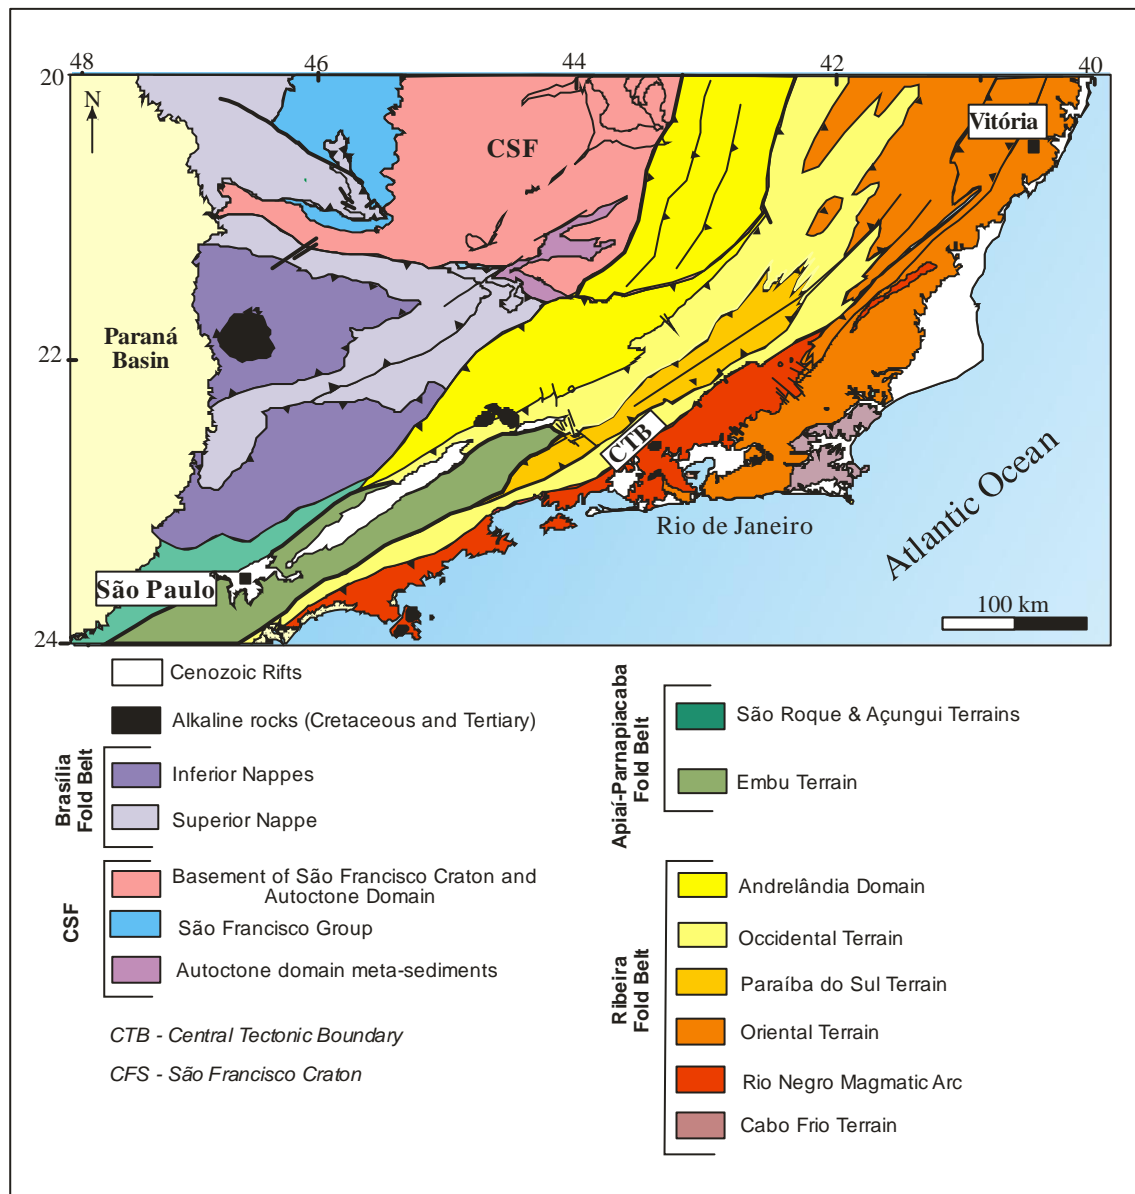 48
46
44
42
40
20
N
Vitória
CSF
Paraná
Basin
22
CTB
Rio de Janeiro
Atlantic Ocean
São Paulo
100 km
24
Cenozoic Rifts
Alkaline rocks (Cretaceous and Tertiary)
Brasília
Fold Belt
Inferior Nappes
Superior Nappe
CSF
Basement of São Francisco Craton and
Autoctone Domain
São Francisco Group
Autoctone domain meta-sediments
CTB - Central Tectonic Boundary
CFS - São Francisco Craton
Apiaí-Parnapiacaba
Fold Belt
São Roque & Açungui Terrains
Embu Terrain
Ribeira
Fold Belt
Andrelândia Domain
Occidental Terrain
Paraíba do Sul Terrain
Oriental Terrain
Rio Negro Magmatic Arc
Cabo Frio Terrain